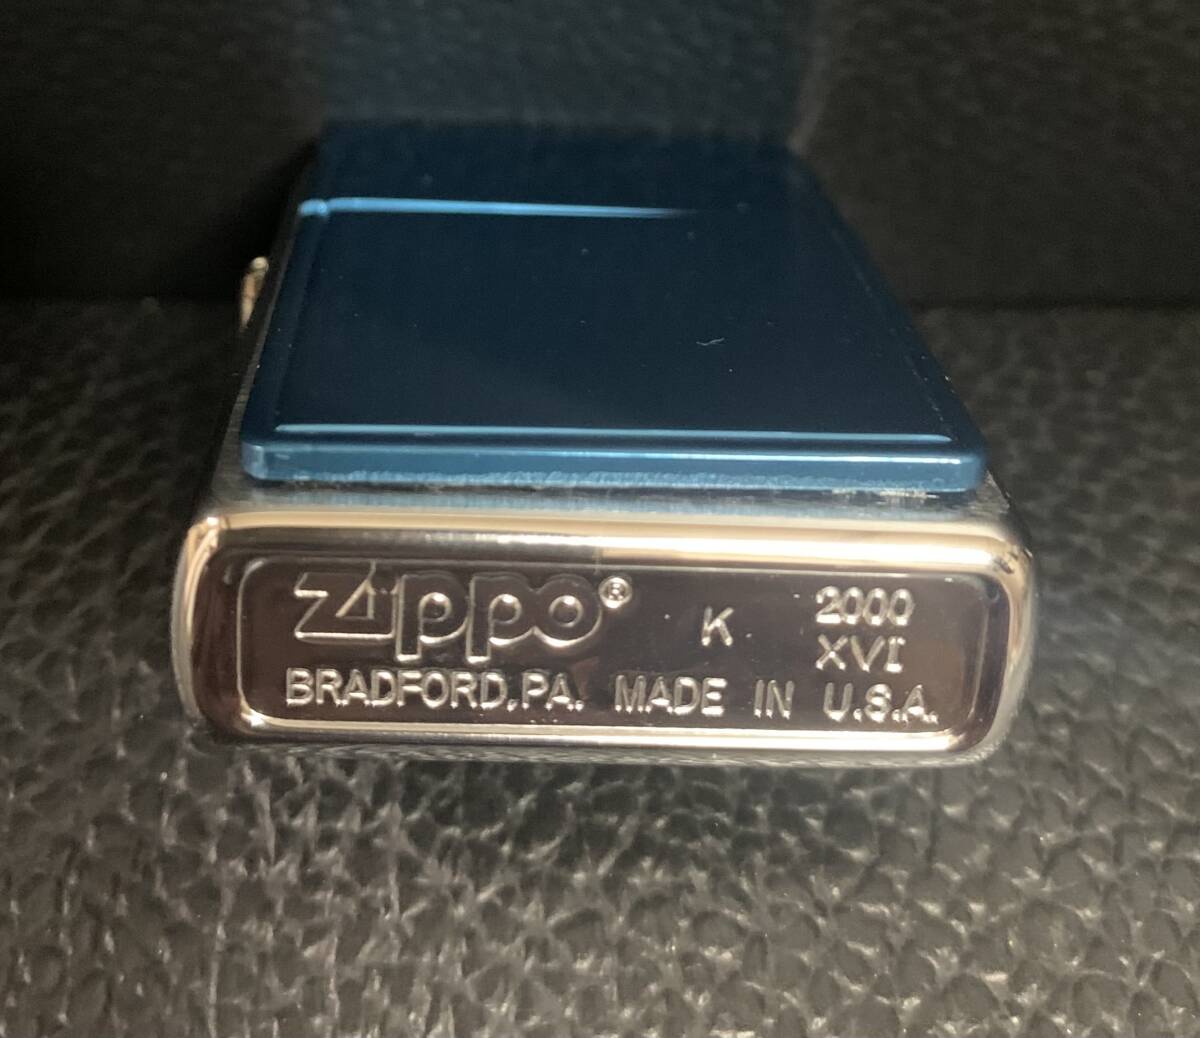 Zippo® K 2000
XVI
BRADFORD, PA. MADE IN U.S.A.